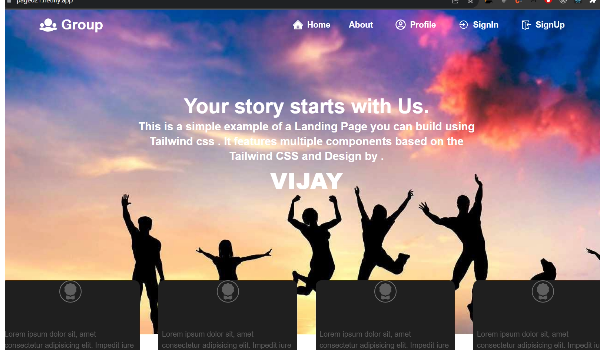 Group
Home
About
Profile
SignIn
SignUp
Your story starts with Us.
This is a simple example of a Landing Page you can build using
Tailwind css . It features multiple components based on the
Tailwind CSS and Design by .
VIJAY
Lorem ipsum dolor sit, amet
consectetur adipisicing elit. Impedit iure
Lorem ipsum dolor sit, amet
consectetur adipisicing elit. Impedit iure
Lorem ipsum dolor sit, amet
consectetur adipisicing elit. Impedit iure
Lorem ipsum dolor sit, amet
consectetur adipisicing elit. Impedit iure